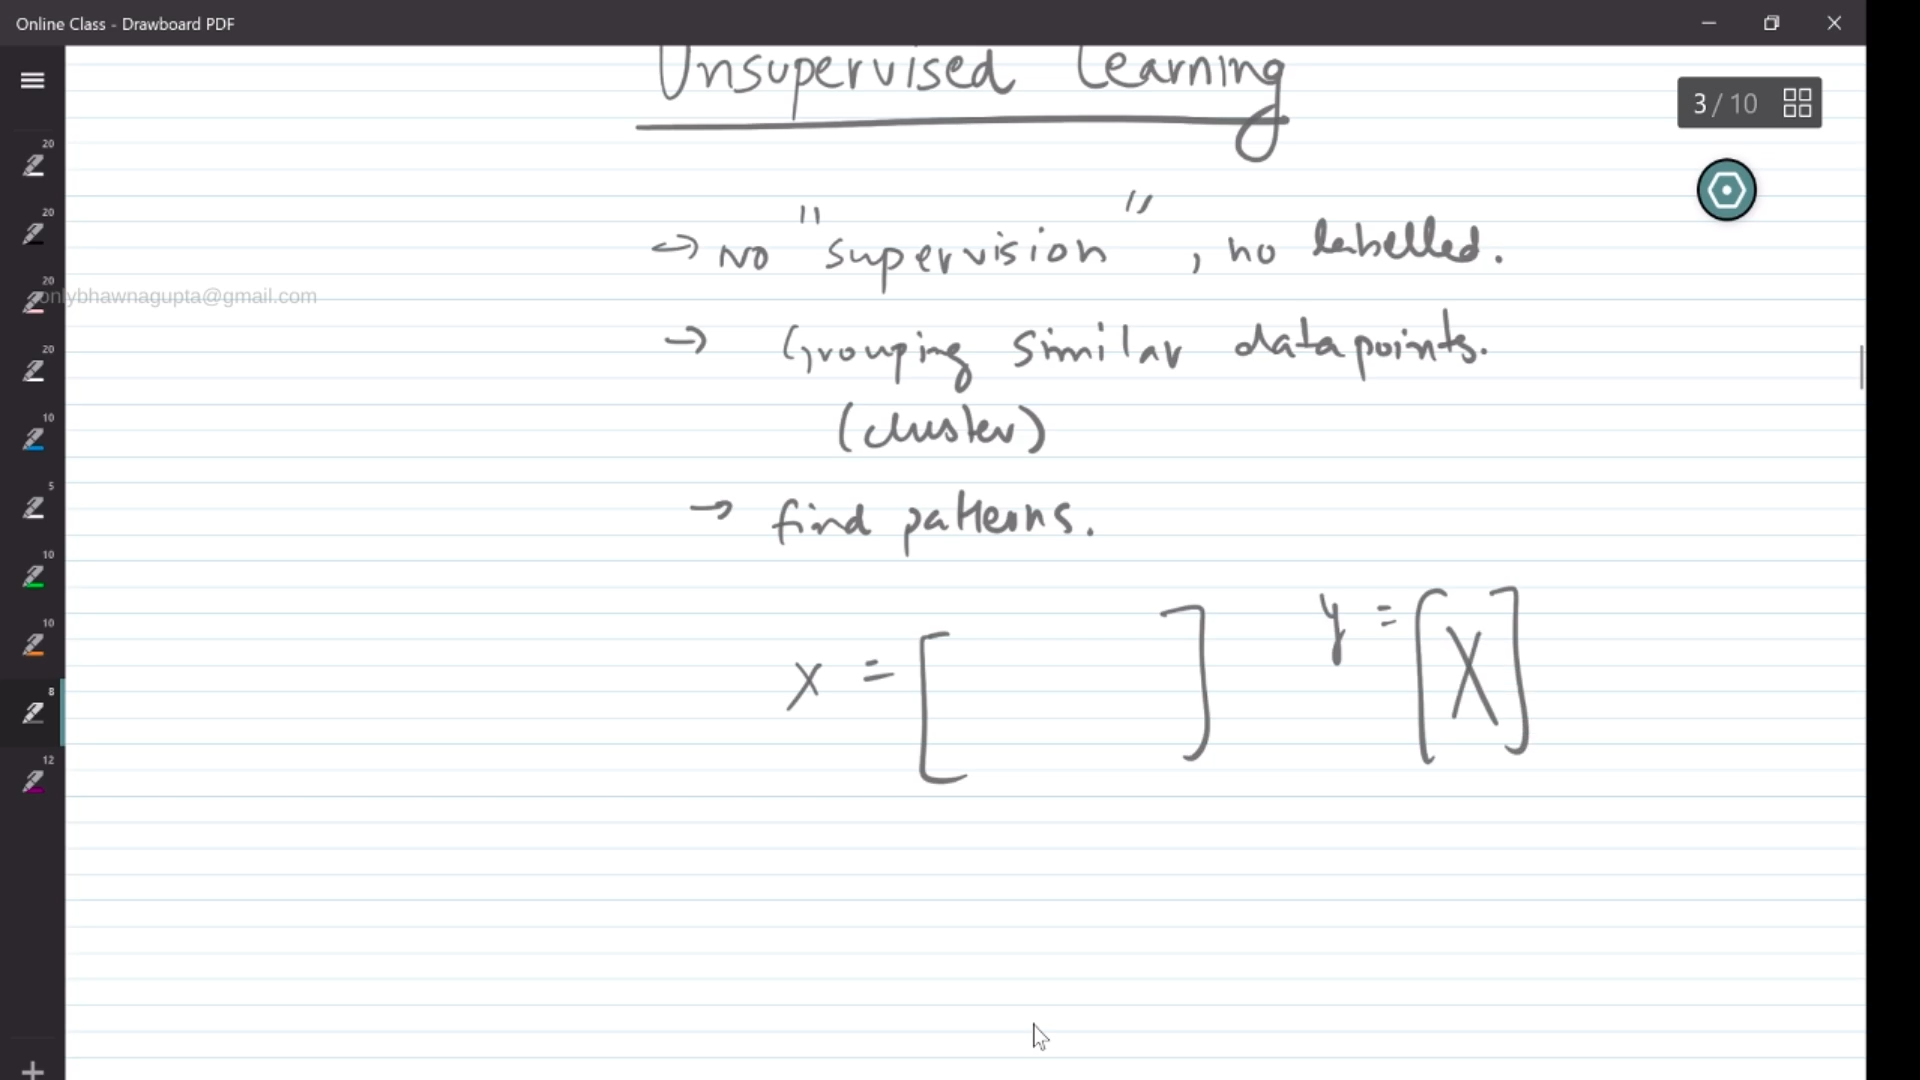 Online Class - Drawboard PDF
Unsupervised Learning
3 / 10
20
→ No "supervision", no labelled.
20
20
onlybhawnagupta@gmail.com
→ Grouping similar datapoints.
20
(cluster)
10
5
→ find patterns.
10
10
x = [ ] y = [X]
8
12